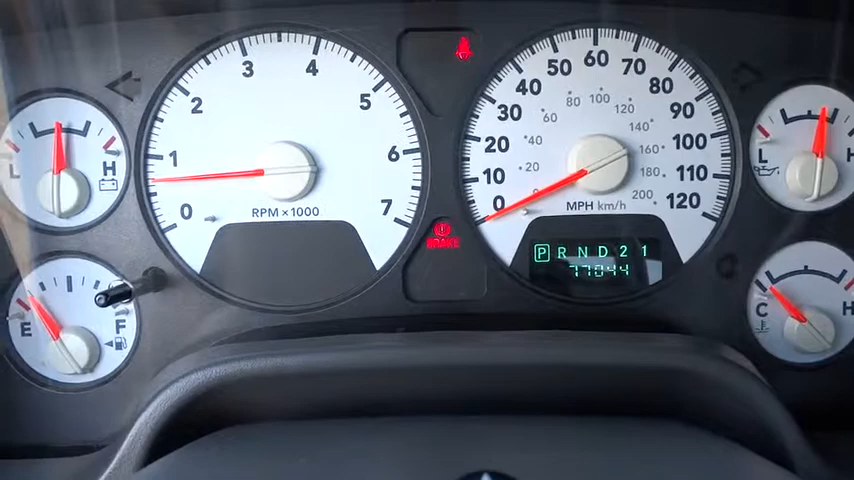 L H
E F
0 1 2 3 4 5 6 7
RPM × 1000
BRAKE
0 10 20 30 40 50 60 70 80 90 100 110 120
20 40 60 80 100 120 140 160 180 200
MPH km/h
P R N D 2 1
77044
L H
C H